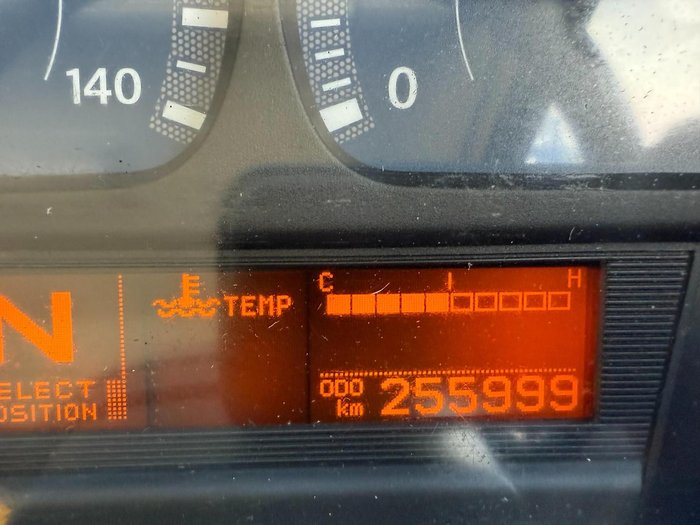 140
0
C
H
TEMP
N
ELECT
OSITION
ODO
km
255999